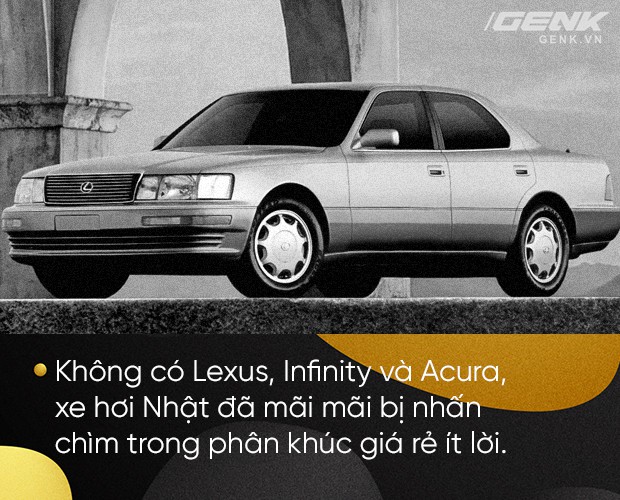 GENK
GENK.VN
Không có Lexus, Infinity và Acura,
xe hơi Nhật đã mãi mãi bị nhấn
chìm trong phân khúc giá rẻ ít lời.